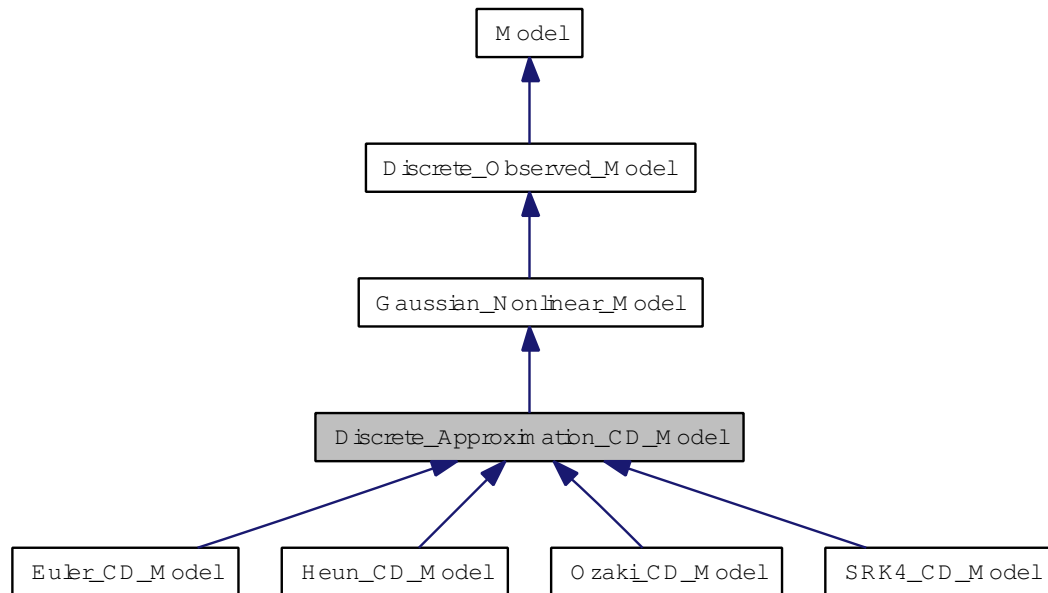 Model
Discrete_Observed_Model
Gaussian_Nonlinear_Model
Discrete_Approximation_CD_Model
Euler_CD_Model
Heun_CD_Model
Ozaki_CD_Model
SRK4_CD_Model